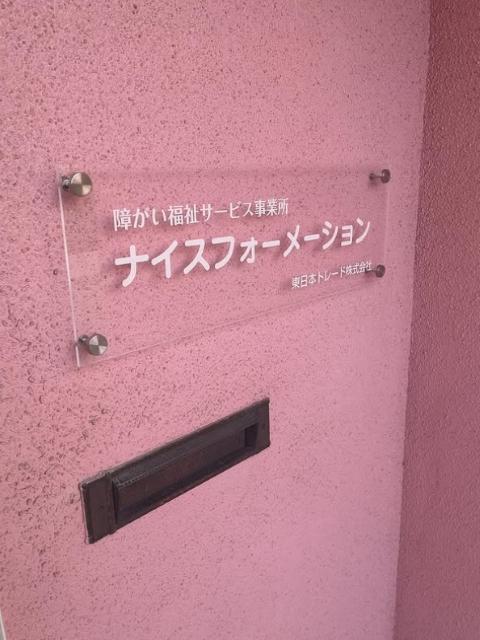 障がい福祉サービス事業所
ナイスフォーメーション
東日本トレード株式会社